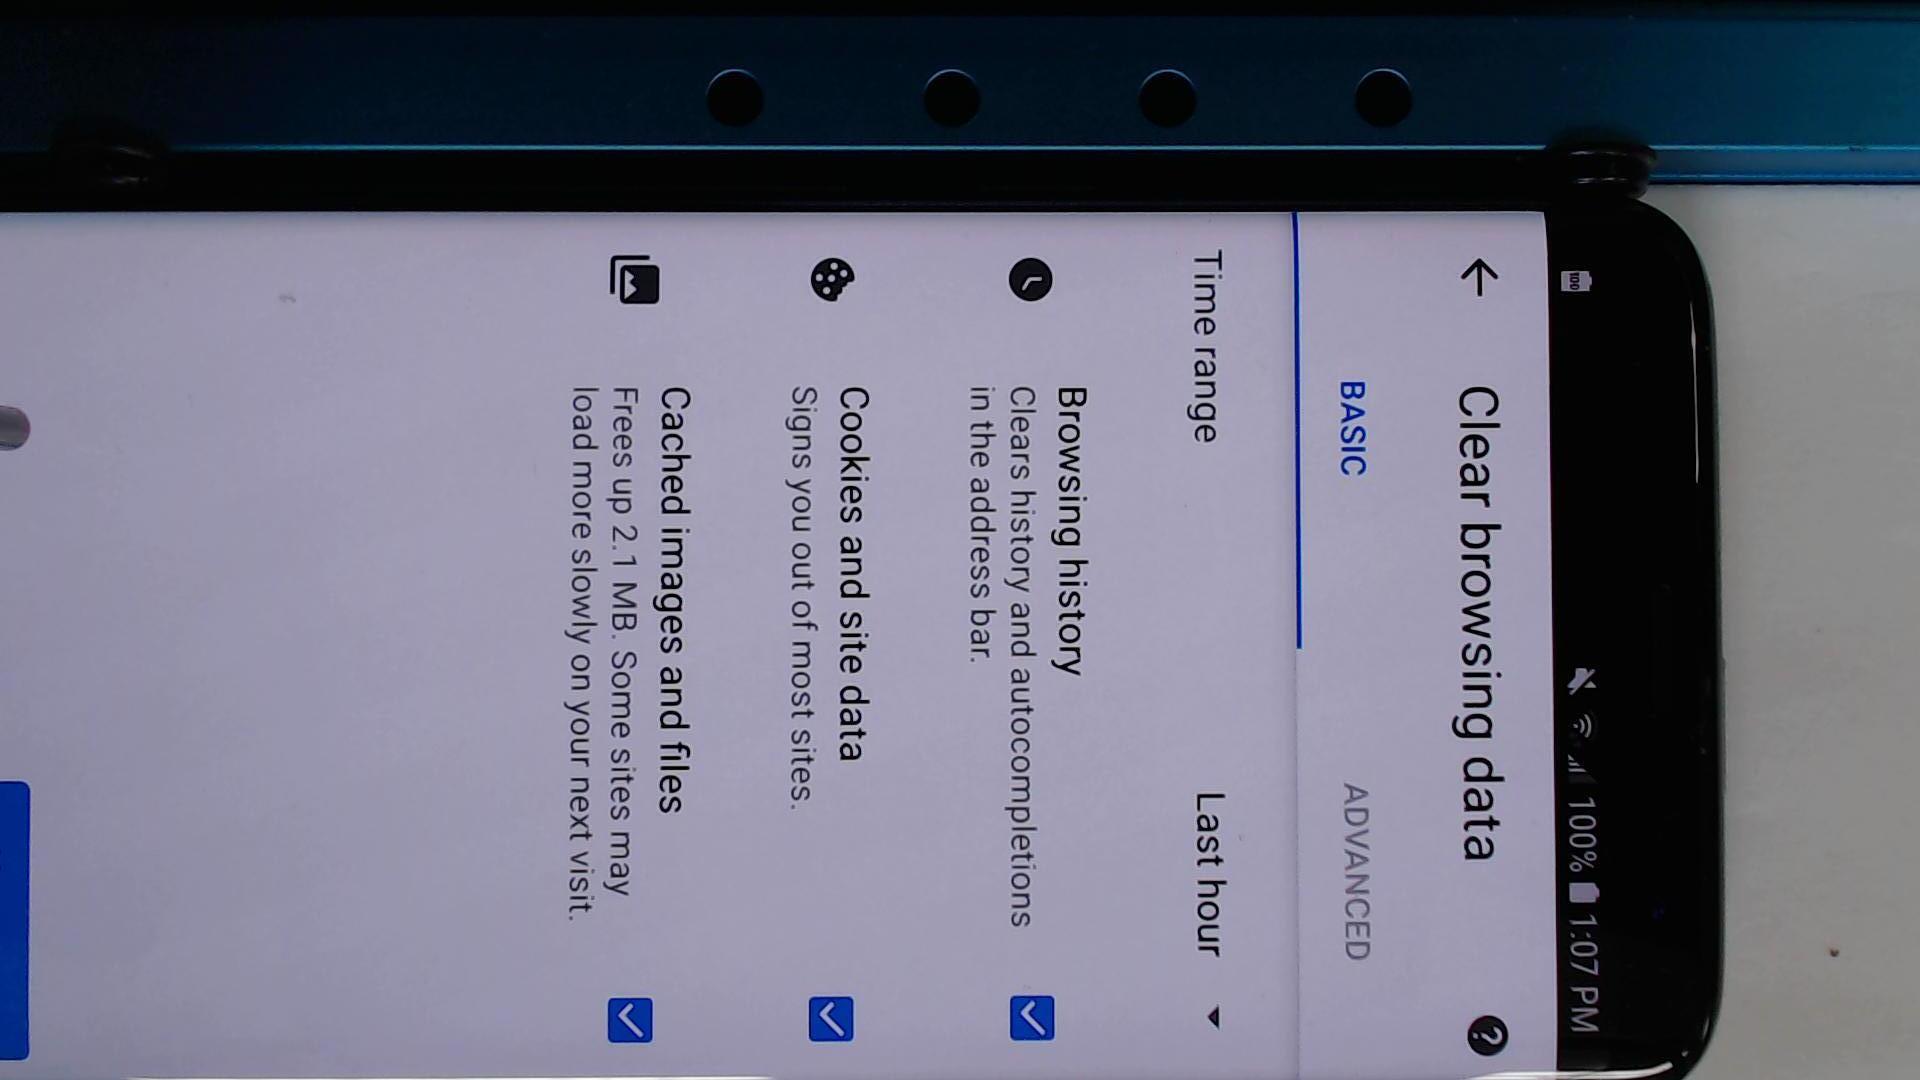 100% 1:07 PM
Clear browsing data
BASIC ADVANCED
Time range Last hour
Browsing history
Clears history and autocompletions
in the address bar.
Cookies and site data
Signs you out of most sites.
Cached images and files
Frees up 2.1 MB. Some sites may
load more slowly on your next visit.